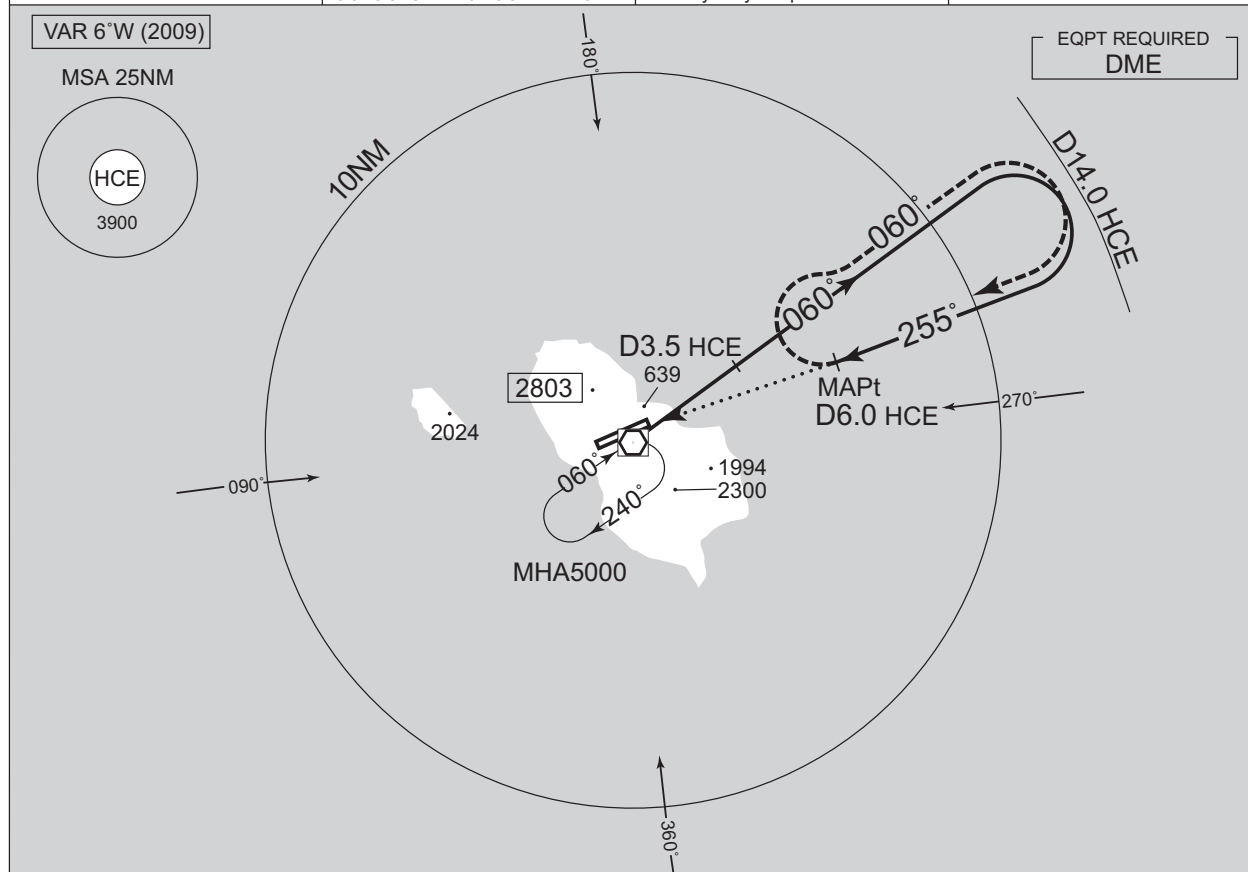 VAR 6°W (2009)
MSA 25NM
HCE
3900
180°
EQPT REQUIRED
DME
10NM
D14.0 HCE
060°
060°
255°
D3.5 HCE
639
2803
2024
MAPt
D6.0 HCE
270°
090°
060°
240°
1994
2300
MHA5000
360°